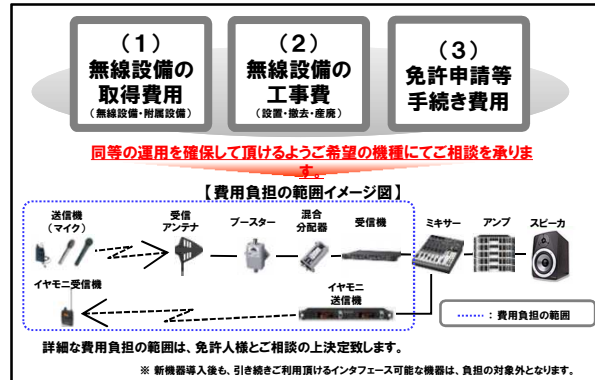 （1）
無線設備の
取得費用
（無線設備・附属設備）
（2）
無線設備の
工事費
（設置・撤去・産廃）
（3）
免許申請等
手続き費用
同等の運用を確保して頂けるようご希望の機種にてご相談を承りま
す。
【費用負担の範囲イメージ図】
送信機
（マイク）
受信
アンテナ
ブースター
混合
分配器
受信機
ミキサー
アンプ
スピーカ
イヤモニ受信機
イヤモニ
送信機
：費用負担の範囲
詳細な費用負担の範囲は、免許人様とご相談の上決定致します。
※ 新機器導入後も、引き続きご利用頂けるインタフェース可能な機器は、負担の対象外となります。